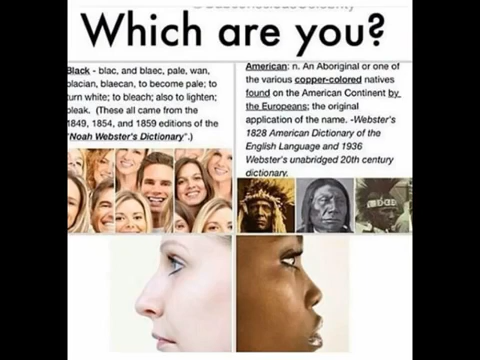 Which are you?
Black - blac, and blaec, pale, wan,
blacian, blaecan, to become pale; to
turn white; to bleach; also to lighten;
bleak. (These all came from the
1849, 1854, and 1859 editions of the
"Noah Webster's Dictionary".)
American: n. An Aboriginal or one of
the various copper-colored natives
found on the American Continent by
the Europeans; the original
application of the name. -Webster's
1828 American Dictionary of the
English Language and 1936
Webster's unabridged 20th century
dictionary.